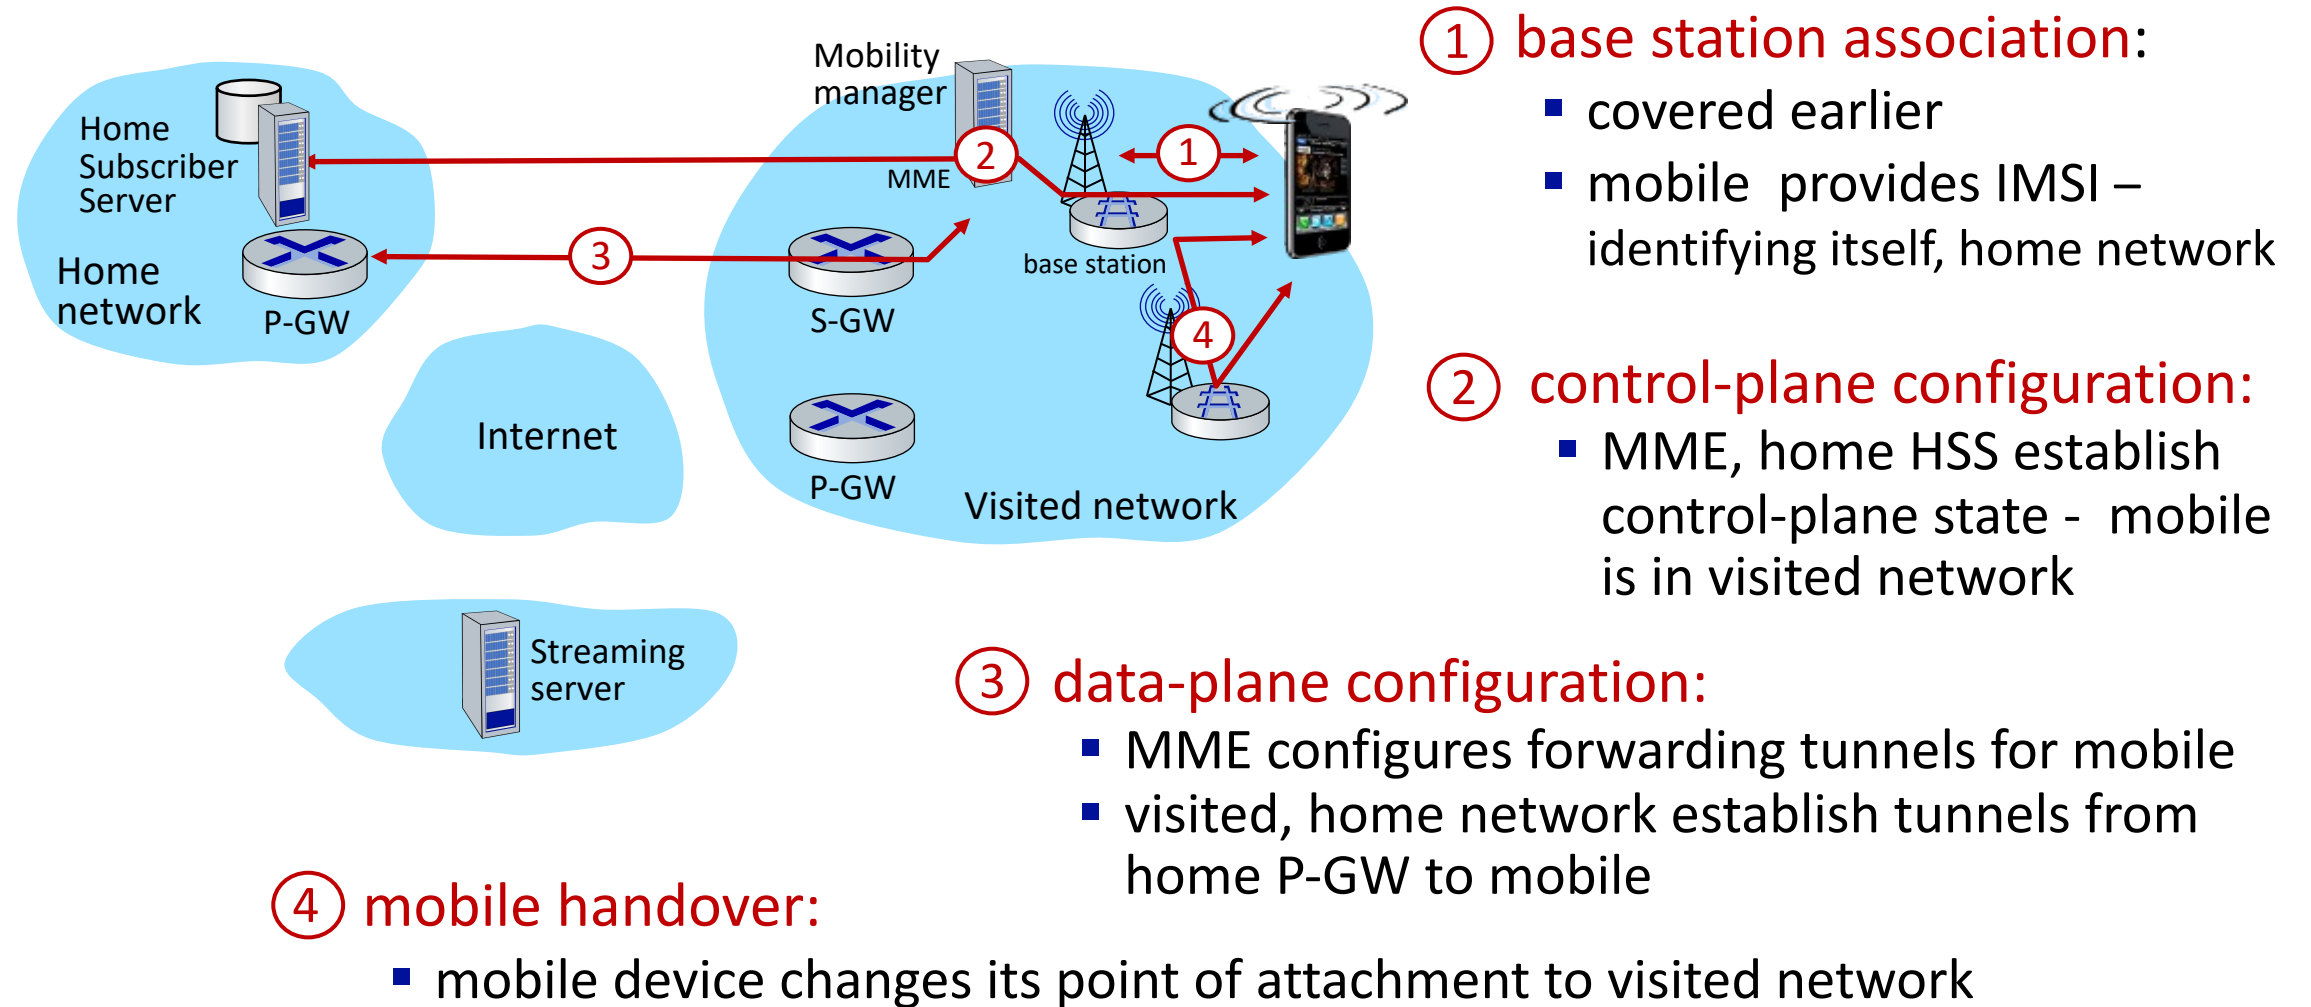 Mobility
manager
Home
Subscriber
Server
2
1
MME
Home
network
P-GW
3
S-GW
base station
4
Internet
P-GW
Visited network
Streaming
server
1 base station association:
▪ covered earlier
▪ mobile provides IMSI –
identifying itself, home network
2 control-plane configuration:
▪ MME, home HSS establish
control-plane state - mobile
is in visited network
3 data-plane configuration:
▪ MME configures forwarding tunnels for mobile
▪ visited, home network establish tunnels from
home P-GW to mobile
4 mobile handover:
▪ mobile device changes its point of attachment to visited network